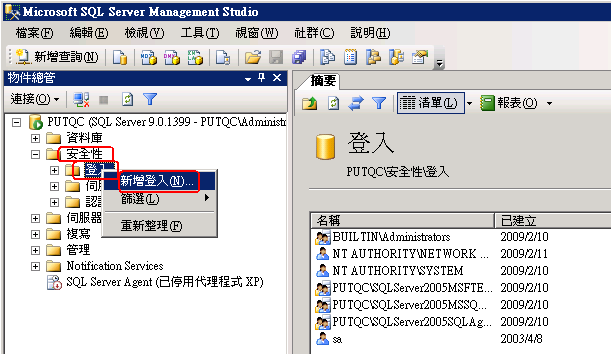 Microsoft SQL Server Management Studio
檔案(F) 編輯(E) 檢視(V) 工具(T) 視窗(W) 社群(C) 說明(H)
新增查詢(N)
物件總管
連接(O)
PUTQC (SQL Server 9.0.1399 - PUTQC\Administr
資料庫
安全性
登入
新增登入(N)...
篩選(L)
重新整理(F)
伺服器
複寫
管理
Notification Services
SQL Server Agent (已停用代理程式 XP)
摘要
清單(L) 報表(O)
登入
PUTQC\安全性\登入
名稱 已建立
BUILTIN\Administrators 2009/2/10
NT AUTHORITY\NETWORK ... 2009/2/11
NT AUTHORITY\SYSTEM 2009/2/10
PUTQC\SQLServer2005MSFTE... 2009/2/10
PUTQC\SQLServer2005MSSQ... 2009/2/10
PUTQC\SQLServer2005SQLAg... 2009/2/10
sa 2003/4/8